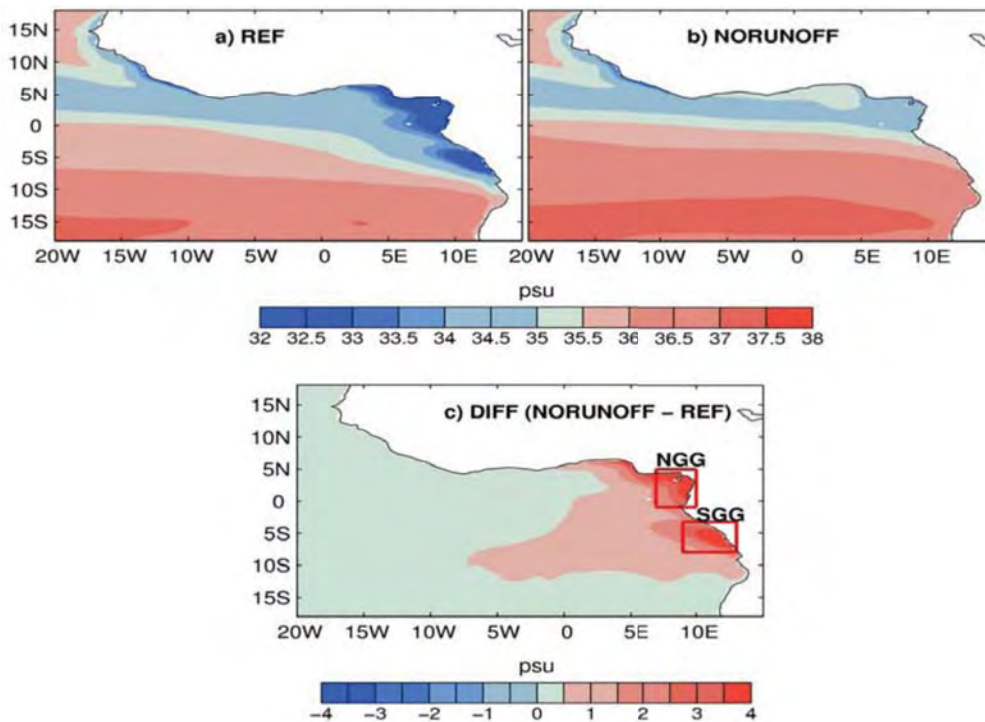 a) REF
b) NORUNOFF
15N
10N
5N
0
5S
10S
15S
20W 15W 10W 5W 0 5E 10E
20W 15W 10W 5W 0 5E 10E
psu
32 32.5 33 33.5 34 34.5 35 35.5 36 36.5 37 37.5 38
c) DIFF (NORUNOFF – REF)
15N
10N
5N
0
5S
10S
15S
NGG
SGG
20W 15W 10W 5W 0 5E 10E
psu
−4 −3 −2 −1 0 1 2 3 4